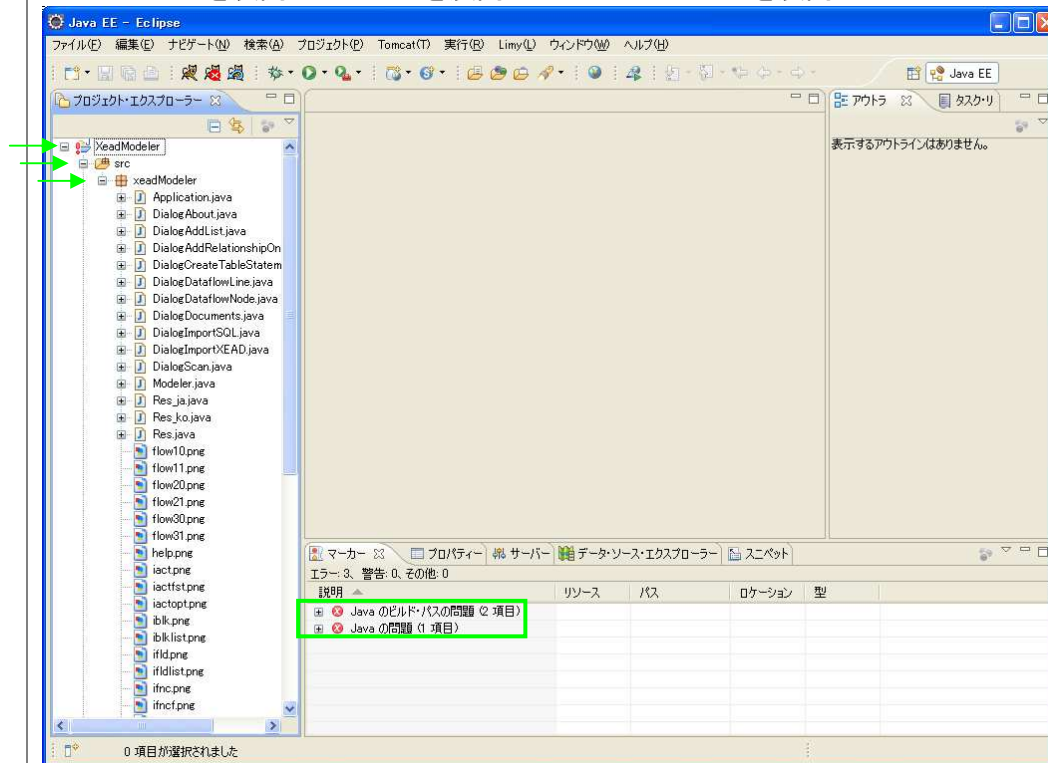 Java EE - Eclipse
ファイル(F) 編集(E) ナビゲート(N) 検索(A) プロジェクト(P) Tomcat(T) 実行(R) Limy(L) ウィンドウ(W) ヘルプ(H)
Java EE
プロジェクト・エクスプローラー
アウトラ
タスク・リ
表示するアウトラインはありません。
XeadModeler
src
xeadModeler
Application.java
DialogAbout.java
DialogAddList.java
DialogAddRelationshipOn
DialogCreateTableStatem
DialogDataflowLine.java
DialogDataflowNode.java
DialogDocuments.java
DialogImportSQL.java
DialogImportXEAD.java
DialogScan.java
Modeler.java
Res_ja.java
Res_ko.java
Res.java
flow10.png
flow11.png
flow20.png
flow21.png
flow30.png
flow31.png
help.png
iact.png
iactfst.png
iactopt.png
iblk.png
iblklist.png
ifld.png
ifldlist.png
ifnc.png
ifncf.png
マーカー プロパティー サーバー データ・ソース・エクスプローラー スニペット
エラー: 3、 警告: 0、その他: 0
説明 リソース パス ロケーション 型
Java のビルド・パスの問題 (2 項目)
Java の問題 (1 項目)
0 項目が選択されました